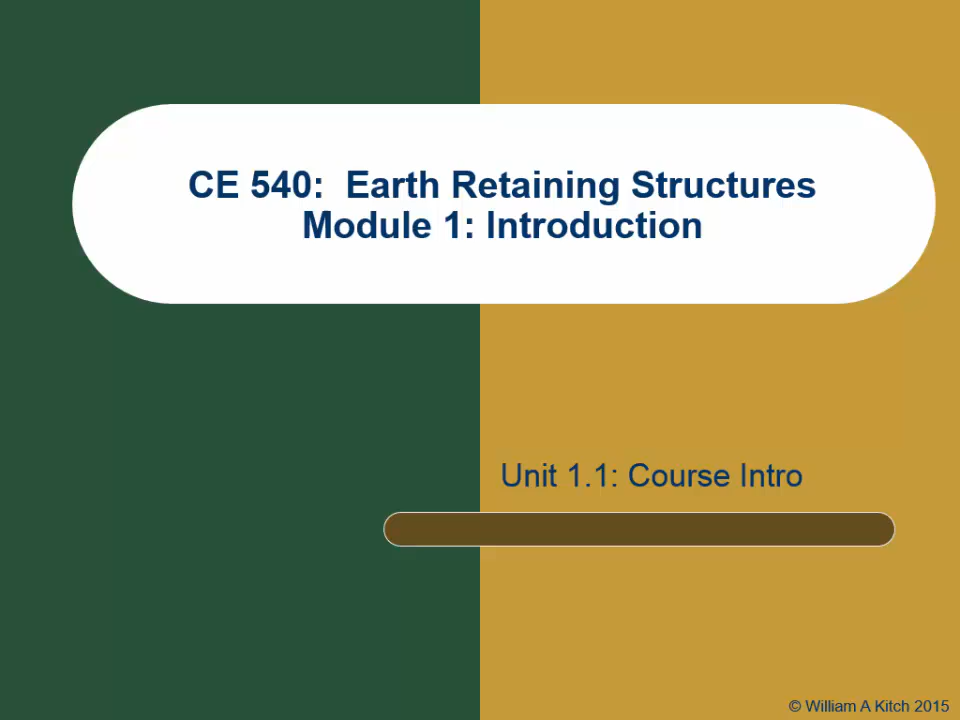 CE 540:  Earth Retaining Structures
Module 1: Introduction
Unit 1.1: Course Intro
© William A Kitch 2015